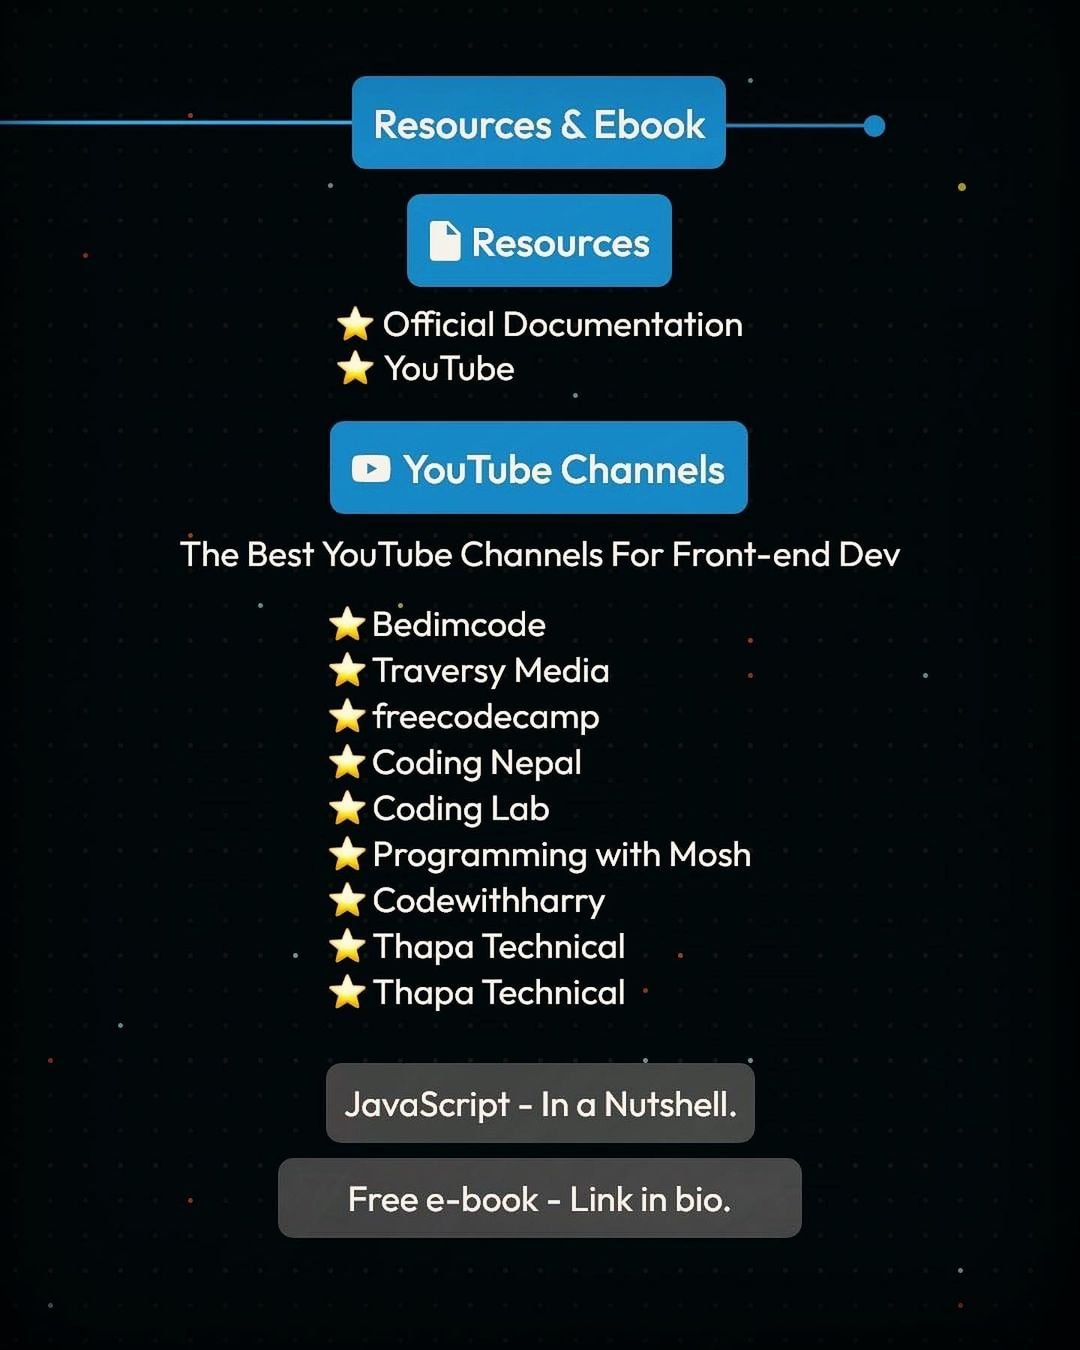 Resources & Ebook
Resources
⭐ Official Documentation
⭐ YouTube
YouTube Channels
The Best YouTube Channels For Front-end Dev
⭐ Bedimcode
⭐ Traversy Media
⭐ freecodecamp
⭐ Coding Nepal
⭐ Coding Lab
⭐ Programming with Mosh
⭐ Codewithharry
⭐ Thapa Technical
⭐ Thapa Technical
JavaScript - In a Nutshell.
Free e-book - Link in bio.